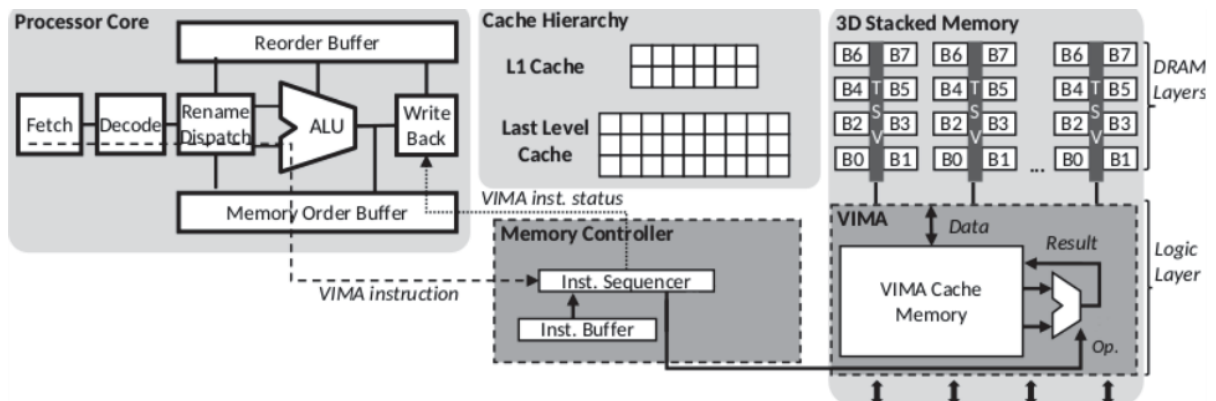 Processor Core
Reorder Buffer
Fetch
Decode
Rename
Dispatch
ALU
Write
Back
Memory Order Buffer
Cache Hierarchy
L1 Cache
Last Level
Cache
VIMA inst. status
VIMA instruction
Memory Controller
Inst. Sequencer
Inst. Buffer
3D Stacked Memory
B6 B7 B6 B7 B6 B7
B4 T B5 B4 T B5 B4 T B5
S S S
B2 V B3 B2 V B3 B2 V B3
B0 B1 B0 B1 ... B0 B1
DRAM
Layers
VIMA
Data
Result
VIMA Cache
Memory
Op.
Logic
Layer